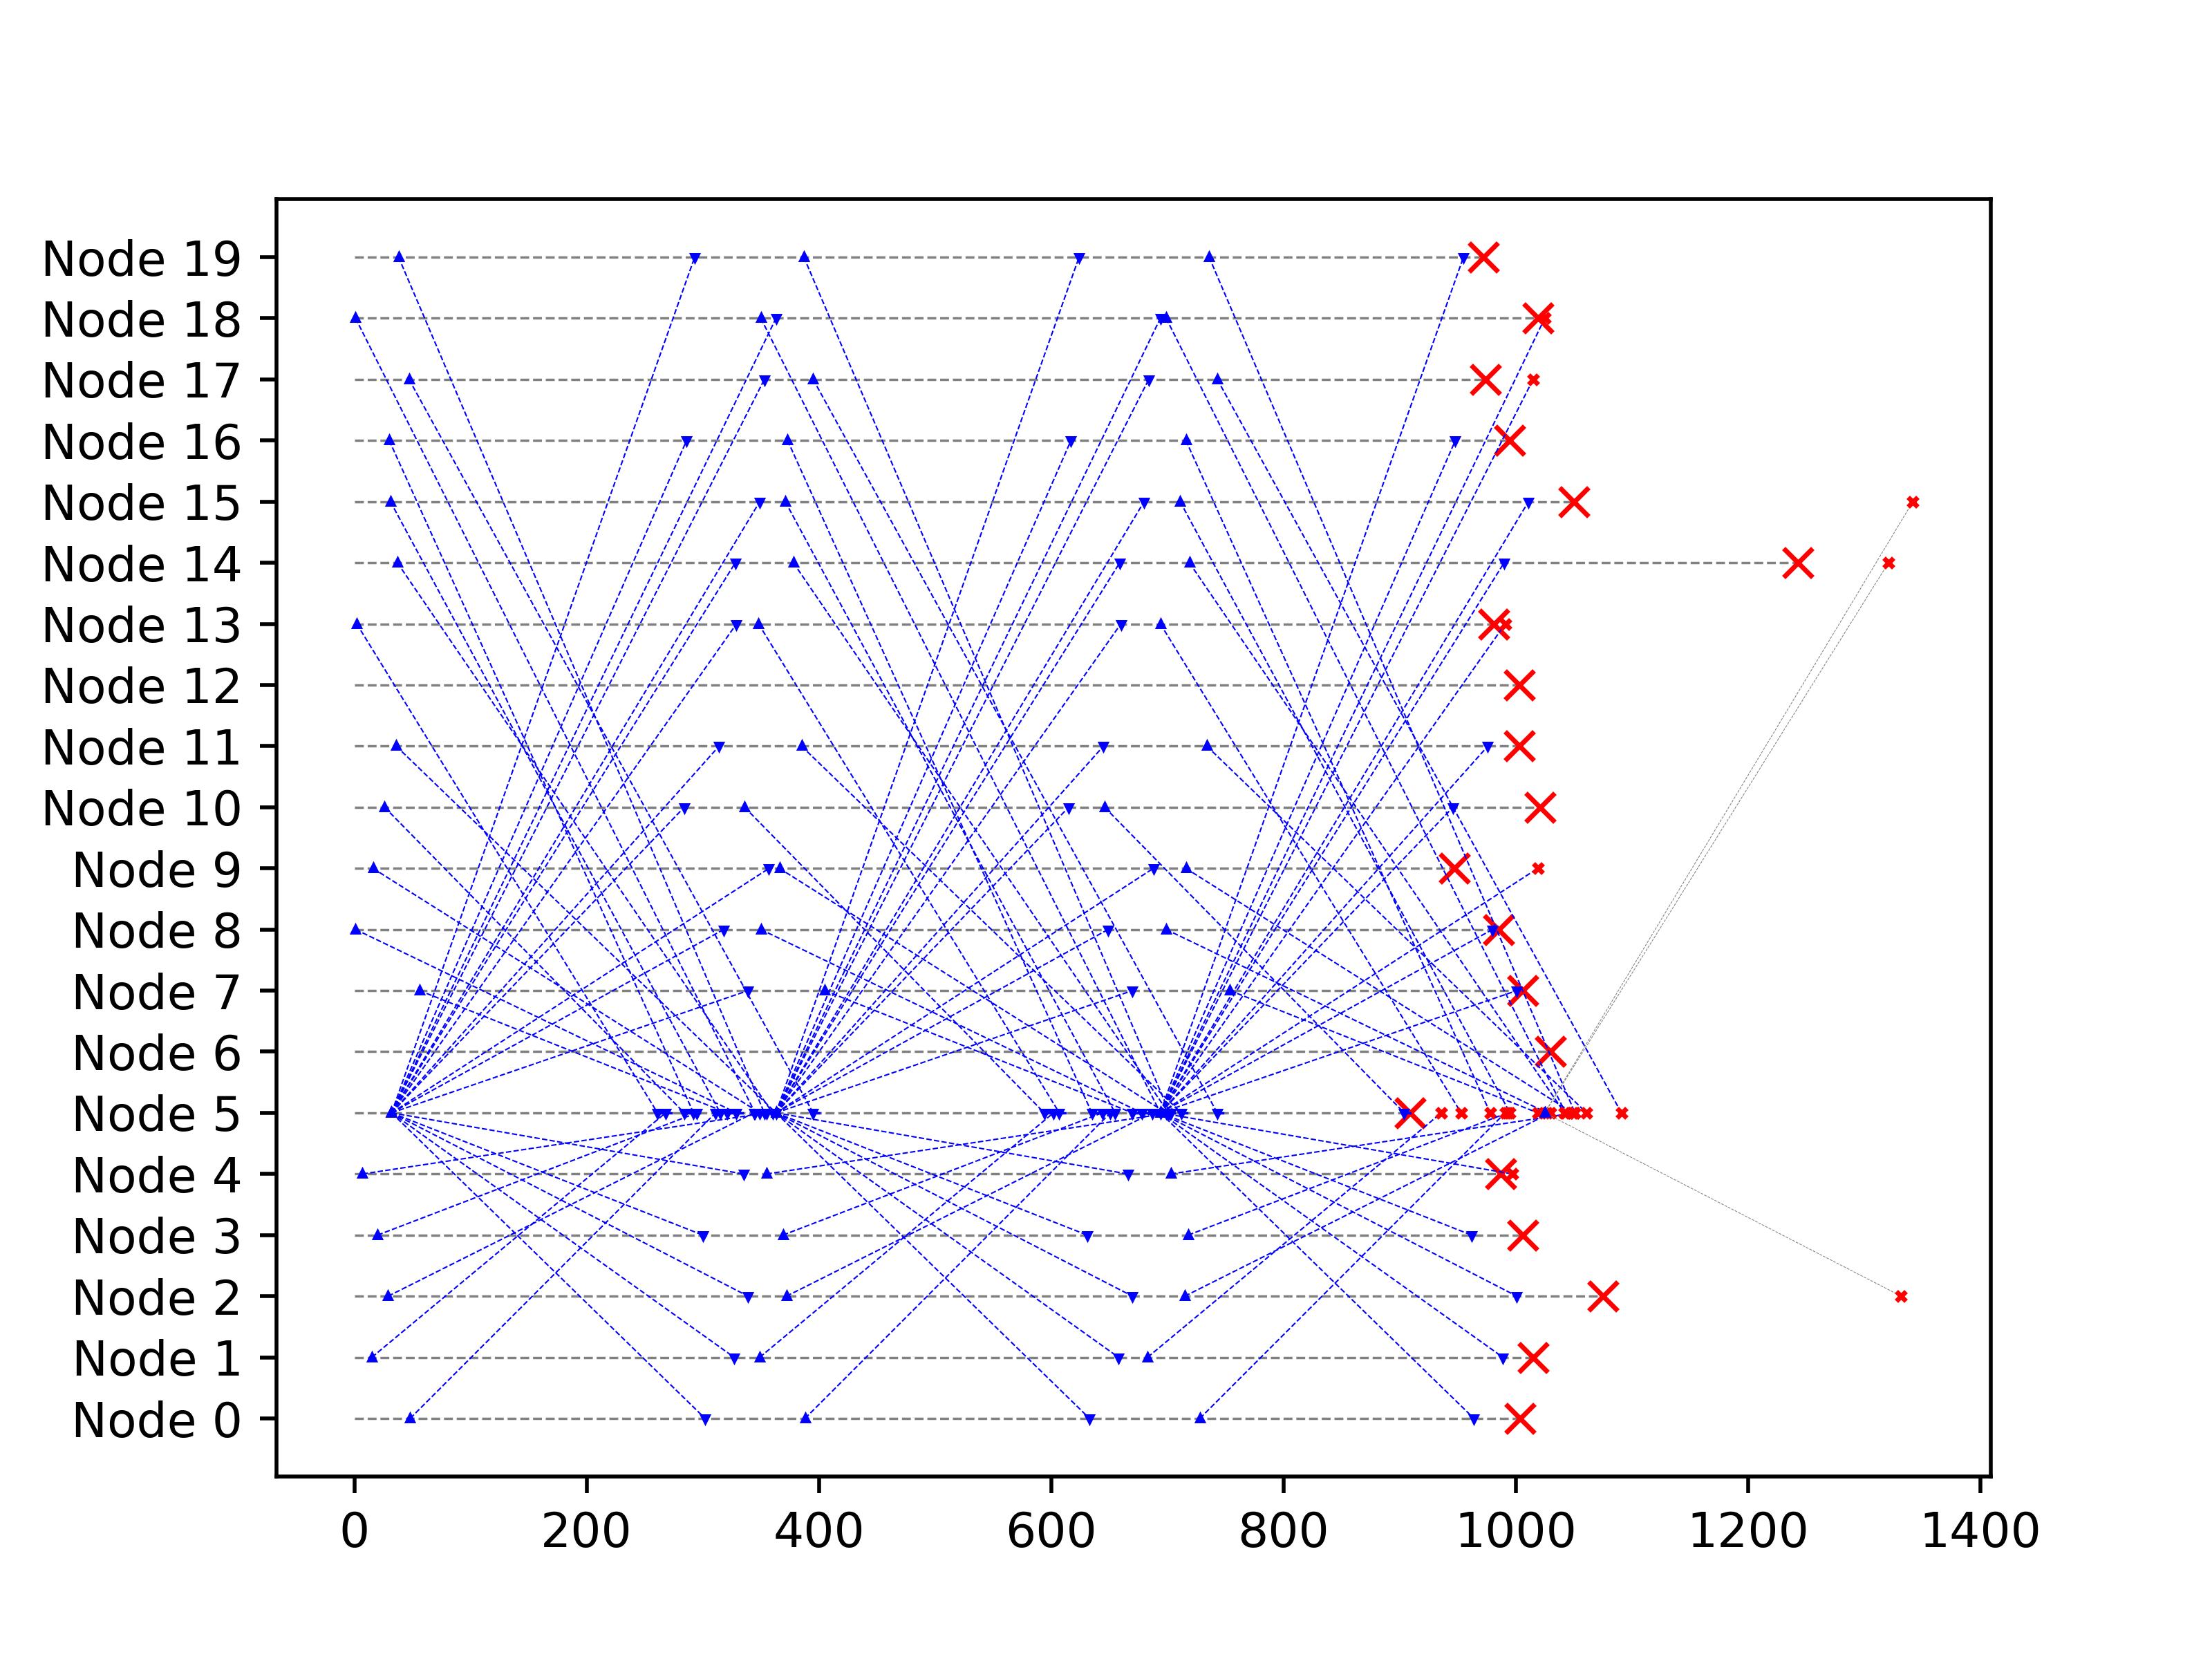 Node 19
Node 18
Node 17
Node 16
Node 15
Node 14
Node 13
Node 12
Node 11
Node 10
Node 9
Node 8
Node 7
Node 6
Node 5
Node 4
Node 3
Node 2
Node 1
Node 0
0 200 400 600 800 1000 1200 1400